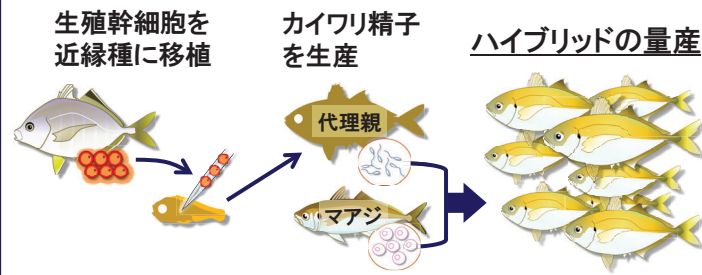 生殖幹細胞を
近縁種に移植
カイワリ精子
を生産
ハイブリッドの量産
代理親
マアジ